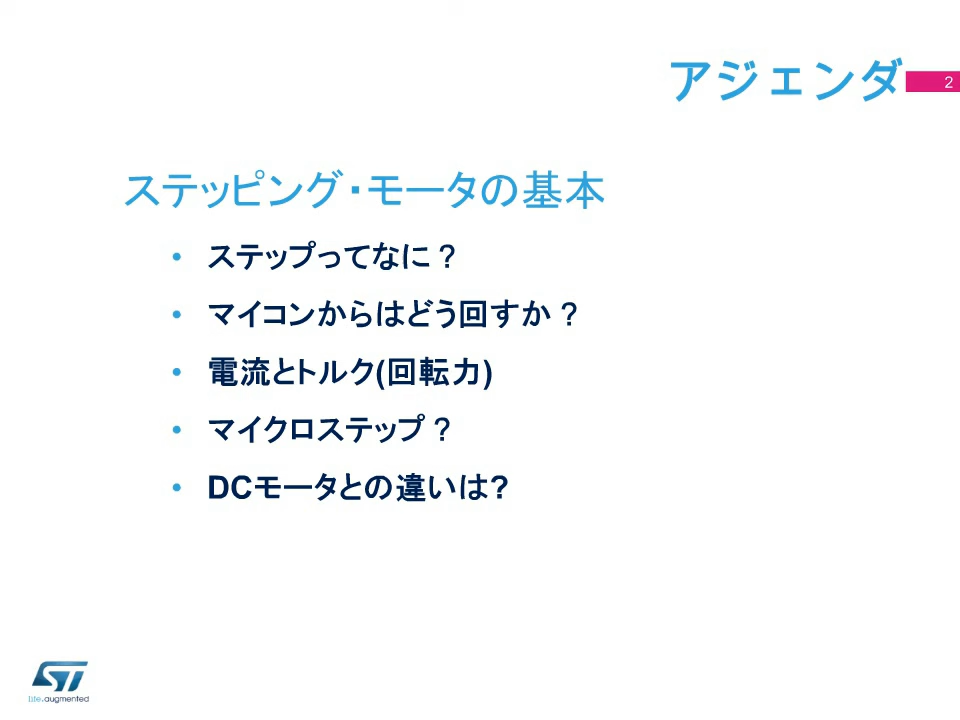 アジェンダ
2
ステッピング・モータの基本
• ステップってなに？
• マイコンからはどう回すか？
• 電流とトルク(回転力)
• マイクロステップ？
• DCモータとの違いは?
ST
life.augmented